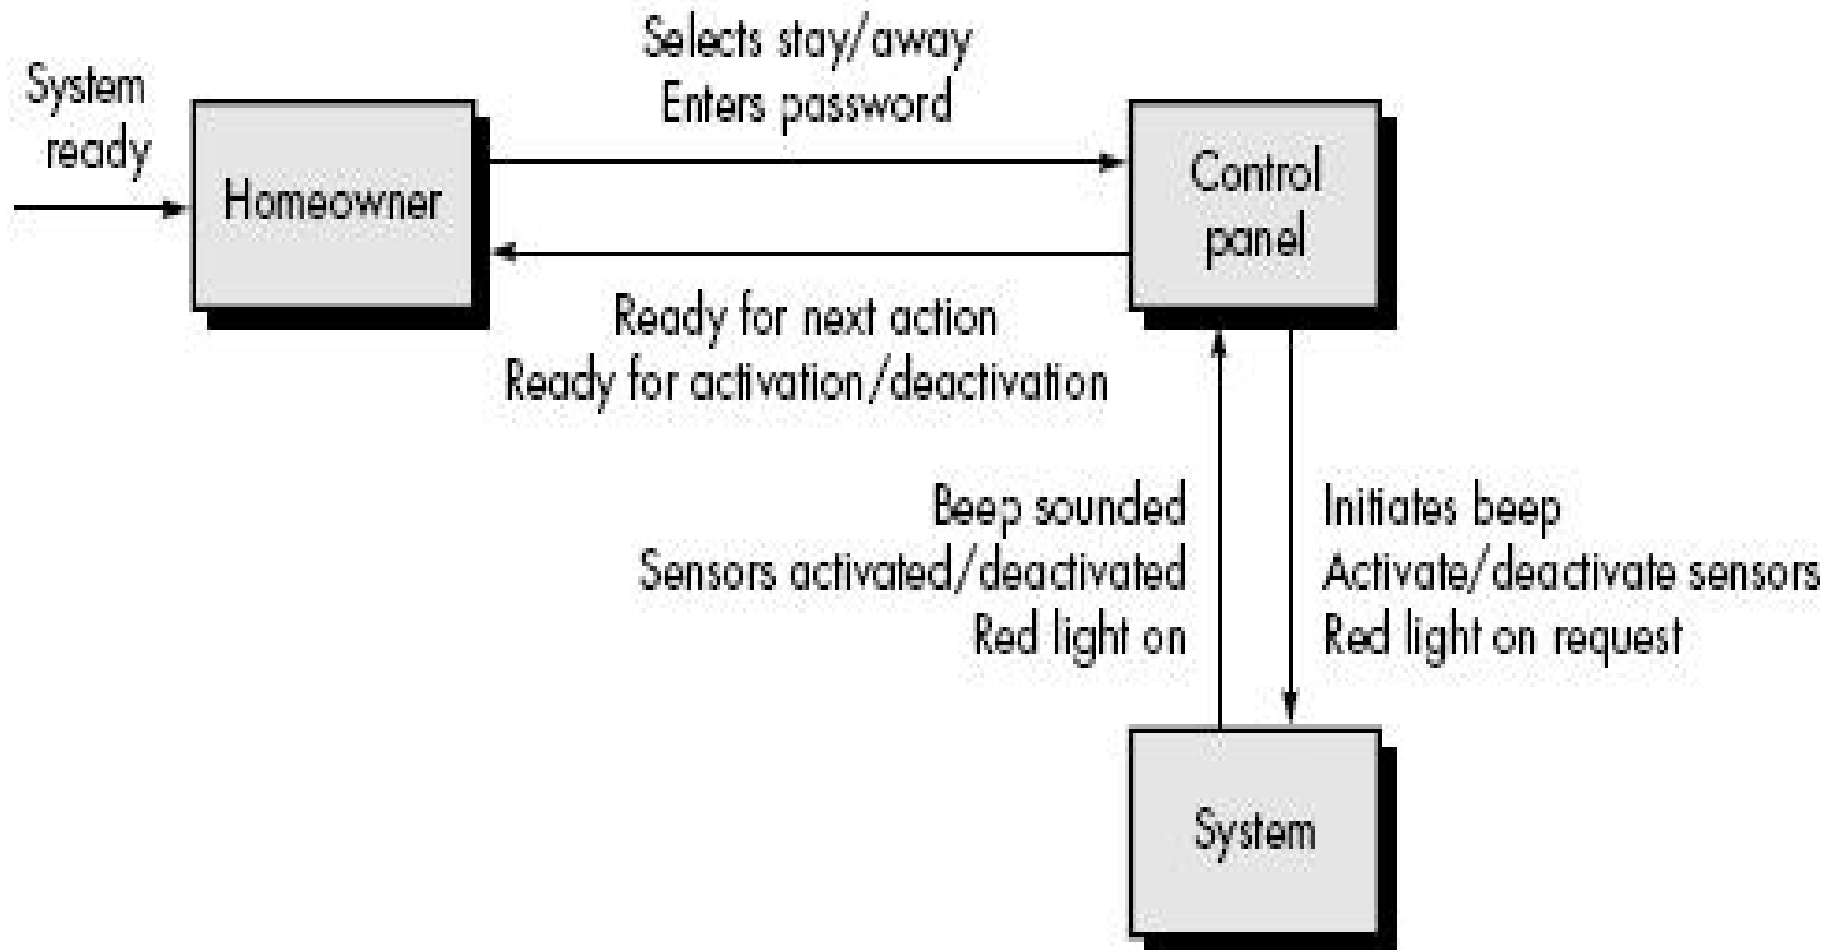 Selects stay/away
Enters password
System
ready
Homeowner
Control
panel
Ready for next action
Ready for activation/deactivation
Beep sounded
Sensors activated/deactivated
Red light on
Initiates beep
Activate/deactivate sensors
Red light on request
System